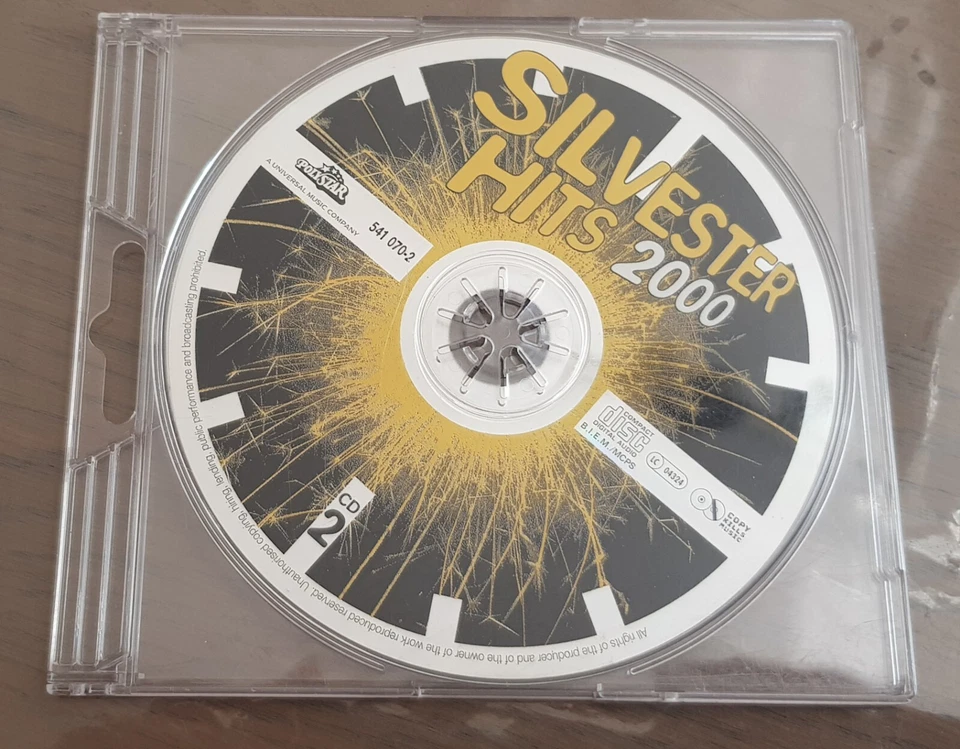 SILVESTER
HITS 2000
POLYSTAR
A UNIVERSAL MUSIC COMPANY
541 070-2
COMPACT
disc
DIGITAL AUDIO
B.I.E.M./MCPS
LC 04324
COPY
KILLS
MUSIC
CD
2
All rights of the producer and of the owner of the work reproduced reserved. Unauthorised copying, hiring, lending, public performance and broadcasting prohibited.